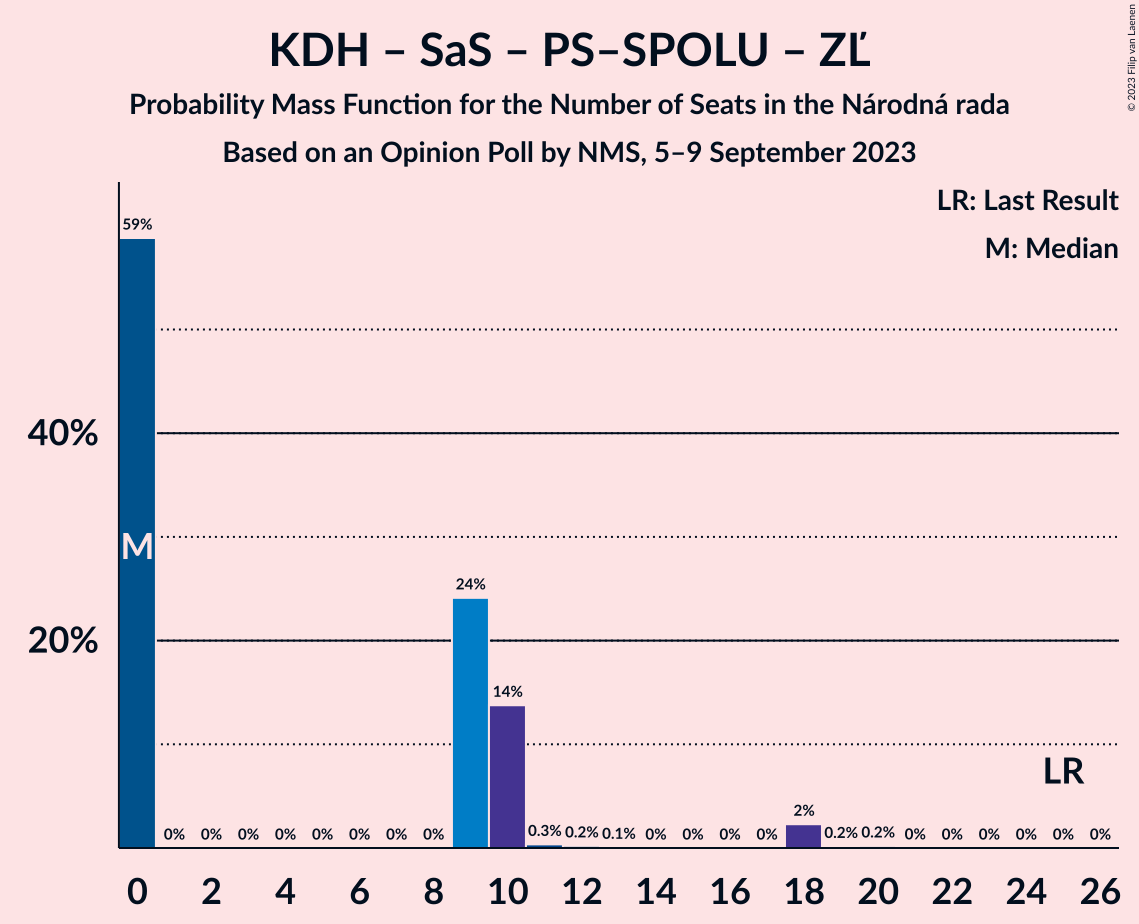 KDH – SaS – PS–SPOLU – ZĽ
Probability Mass Function for the Number of Seats in the Národná rada
Based on an Opinion Poll by NMS, 5–9 September 2023
© 2023 Filip van Laenen
LR: Last Result
M: Median
59%
40%
M
24%
20%
14%
LR
2%
0% 0% 0% 0% 0% 0% 0% 0% 0.3% 0.2% 0.1% 0% 0% 0% 0% 0.2% 0.2% 0% 0% 0% 0% 0% 0%
0 2 4 6 8 10 12 14 16 18 20 22 24 26